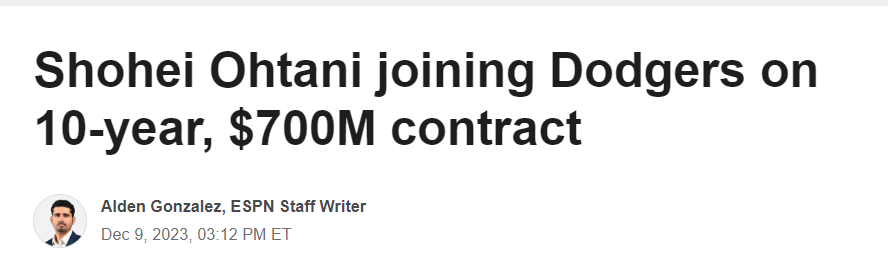 Shohei Ohtani joining Dodgers on
10-year, $700M contract
Alden Gonzalez, ESPN Staff Writer
Dec 9, 2023, 03:12 PM ET